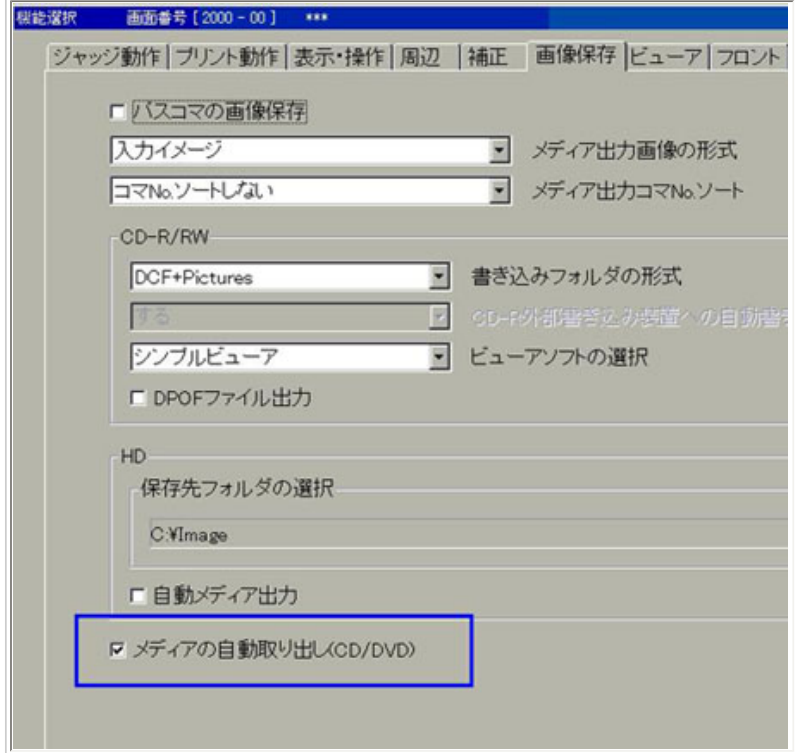 機能選択 画面番号 [ 2000 - 00 ] ***
ジャッジ動作 プリント動作 表示・操作 周辺 補正 画像保存 ビューア フロント
パスコマの画像保存
入力イメージ メディア出力画像の形式
コマNo.ソートしない メディア出力コマNo.ソート
CD-R/RW
DCF+Pictures 書き込みフォルダの形式
する CD-R外部書き込み装置への自動書
シンプルビューア ビューアソフトの選択
DPOFファイル出力
HD
保存先フォルダの選択
C:¥Image
自動メディア出力
メディアの自動取り出し(CD/DVD)